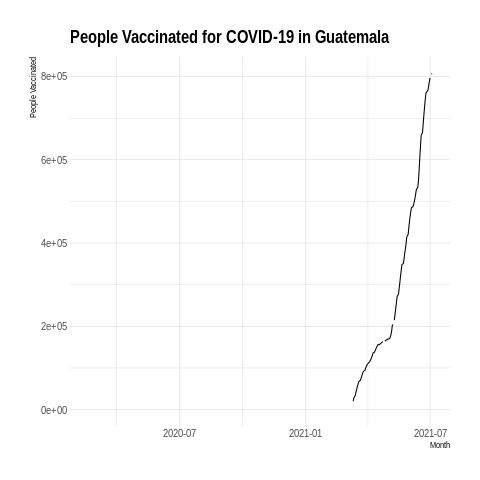 People Vaccinated for COVID-19 in Guatemala
People Vaccinated
8e+05
6e+05
4e+05
2e+05
0e+00
2020-07 2021-01 2021-07
Month